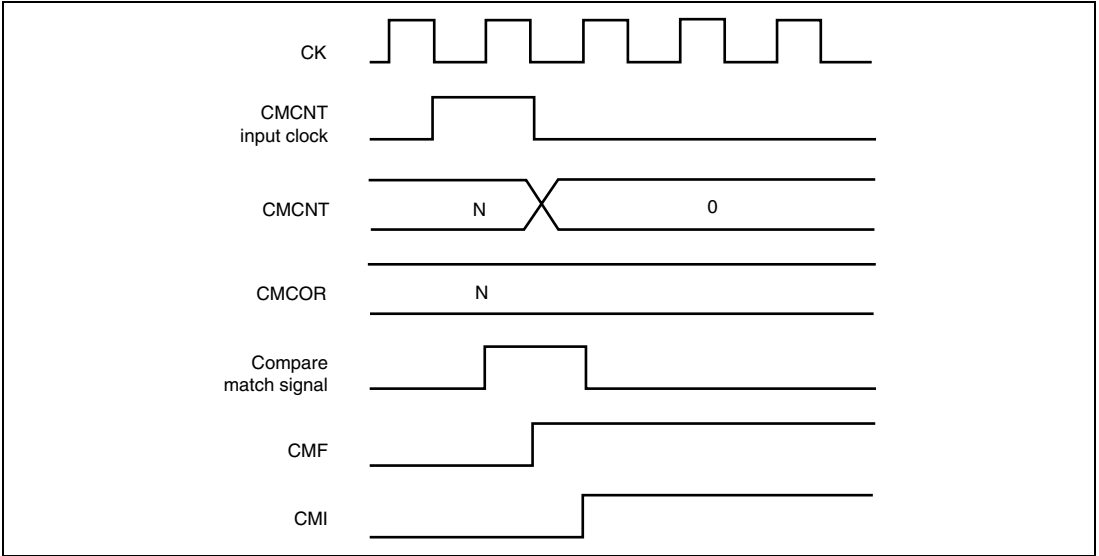 CK
CMCNT
input clock
CMCNT
N
0
CMCOR
N
Compare
match signal
CMF
CMI